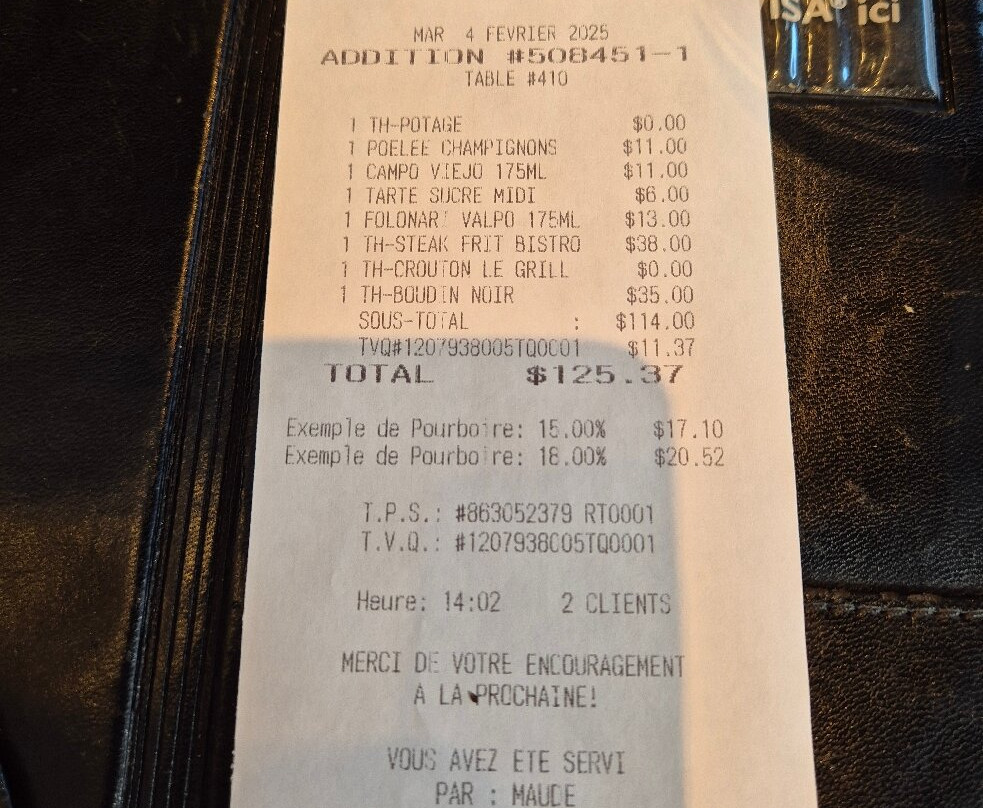 VISA® ici
MAR 4 FEVRIER 2025
ADDITION #508451-1
TABLE #410
1 TH-POTAGE $0.00
1 POELEE CHAMPIGNONS $11.00
1 CAMPO VIEJO 175ML $11.00
1 TARTE SUCRE MIDI $6.00
1 FOLONARI VALPO 175ML $13.00
1 TH-STEAK FRIT BISTRO $38.00
1 TH-CROUTON LE GRILL $0.00
1 TH-BOUDIN NOIR $35.00
SOUS-TOTAL : $114.00
TVQ#1207938005TQ0001 $11.37
TOTAL $125.37
Exemple de Pourboire: 15.00% $17.10
Exemple de Pourboire: 18.00% $20.52
T.P.S.: #863052379 RT0001
T.V.Q.: #1207938005TQ0001
Heure: 14:02 2 CLIENTS
MERCI DE VOTRE ENCOURAGEMENT
A LA PROCHAINE!
VOUS AVEZ ETE SERVI
PAR : MAUDE